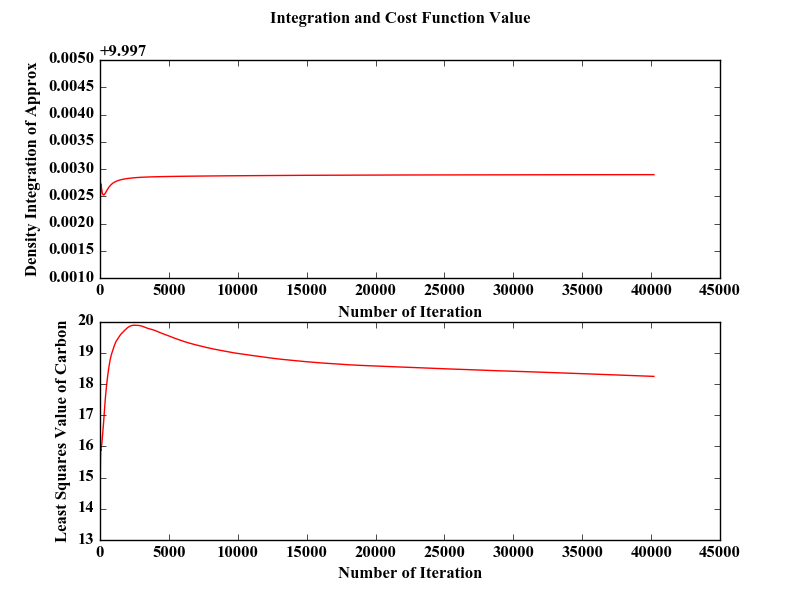 Integration and Cost Function Value
+9.997
0.0050
0.0045
0.0040
0.0035
0.0030
0.0025
0.0020
0.0015
0.0010
Density Integration of Approx
0 5000 10000 15000 20000 25000 30000 35000 40000 45000
Number of Iteration
20
19
18
17
16
15
14
13
Least Squares Value of Carbon
0 5000 10000 15000 20000 25000 30000 35000 40000 45000
Number of Iteration